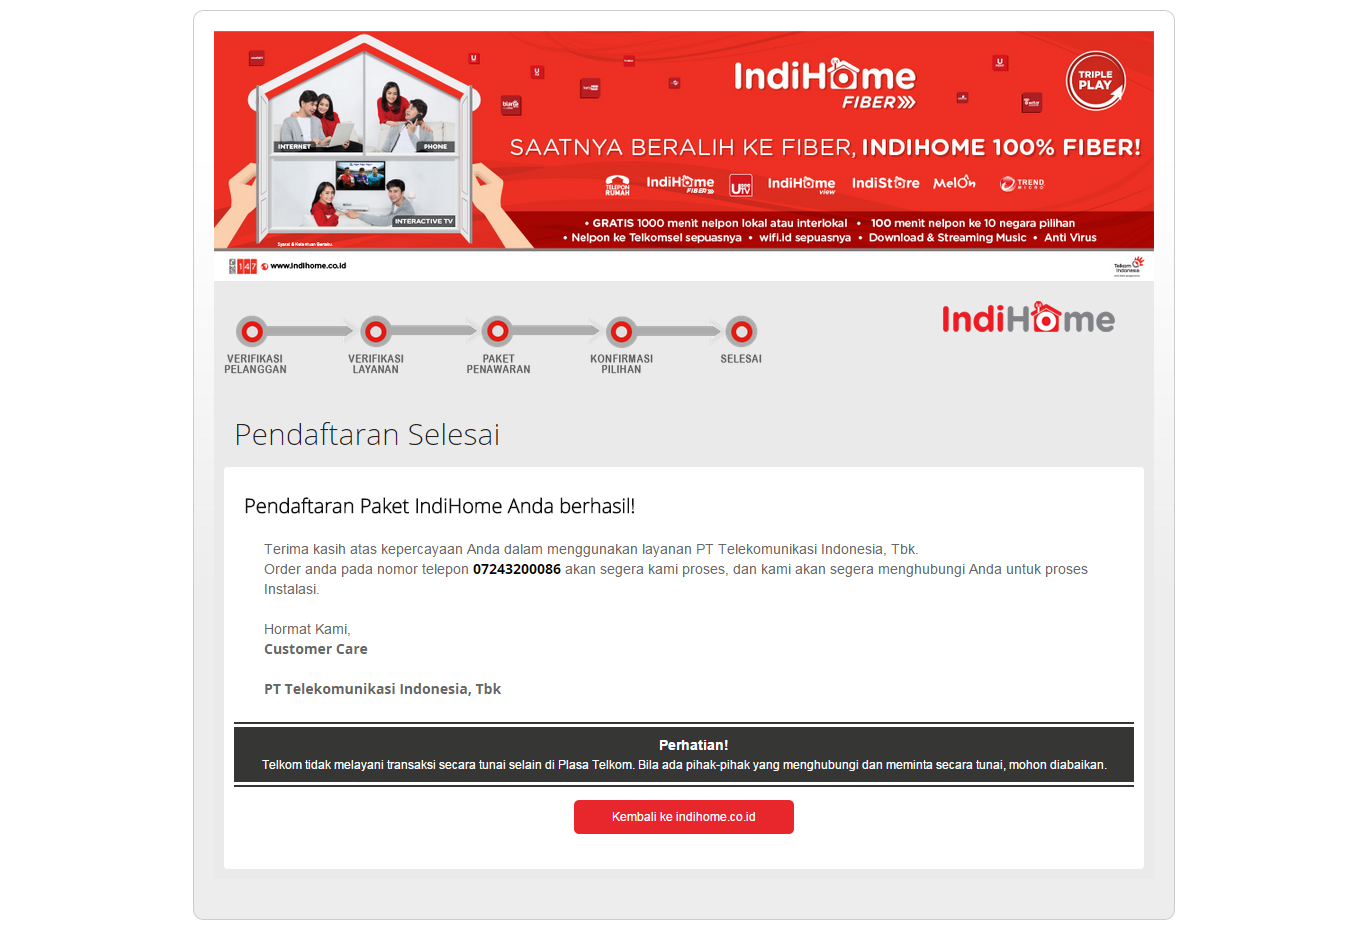 IndiHome
FIBER
TRIPLE
PLAY
INTERNET
PHONE
INTERACTIVE TV
SAATNYA BERALIH KE FIBER, INDIHOME 100% FIBER!
TELEPON
RUMAH
IndiHome
FIBER
IndiHome
view
IndiStore
Melon
TREND
MICRO
• GRATIS 1000 menit nelpon lokal atau interlokal • 100 menit nelpon ke 10 negara pilihan
• Nelpon ke Telkomsel sepuasnya • wifi.id sepuasnya • Download & Streaming Music • Anti Virus
Syarat & Ketentuan Berlaku.
147 www.indihome.co.id
Telkom
Indonesia
IndiHome
VERIFIKASI
PELANGGAN
VERIFIKASI
LAYANAN
PAKET
PENAWARAN
KONFIRMASI
PILIHAN
SELESAI
Pendaftaran Selesai
Pendaftaran Paket IndiHome Anda berhasil!
Terima kasih atas kepercayaan Anda dalam menggunakan layanan PT Telekomunikasi Indonesia, Tbk.
Order anda pada nomor telepon 07243200086 akan segera kami proses, dan kami akan segera menghubungi Anda untuk proses
Instalasi.
Hormat Kami,
Customer Care
PT Telekomunikasi Indonesia, Tbk
Perhatian!
Telkom tidak melayani transaksi secara tunai selain di Plasa Telkom. Bila ada pihak-pihak yang menghubungi dan meminta secara tunai, mohon diabaikan.
Kembali ke indihome.co.id